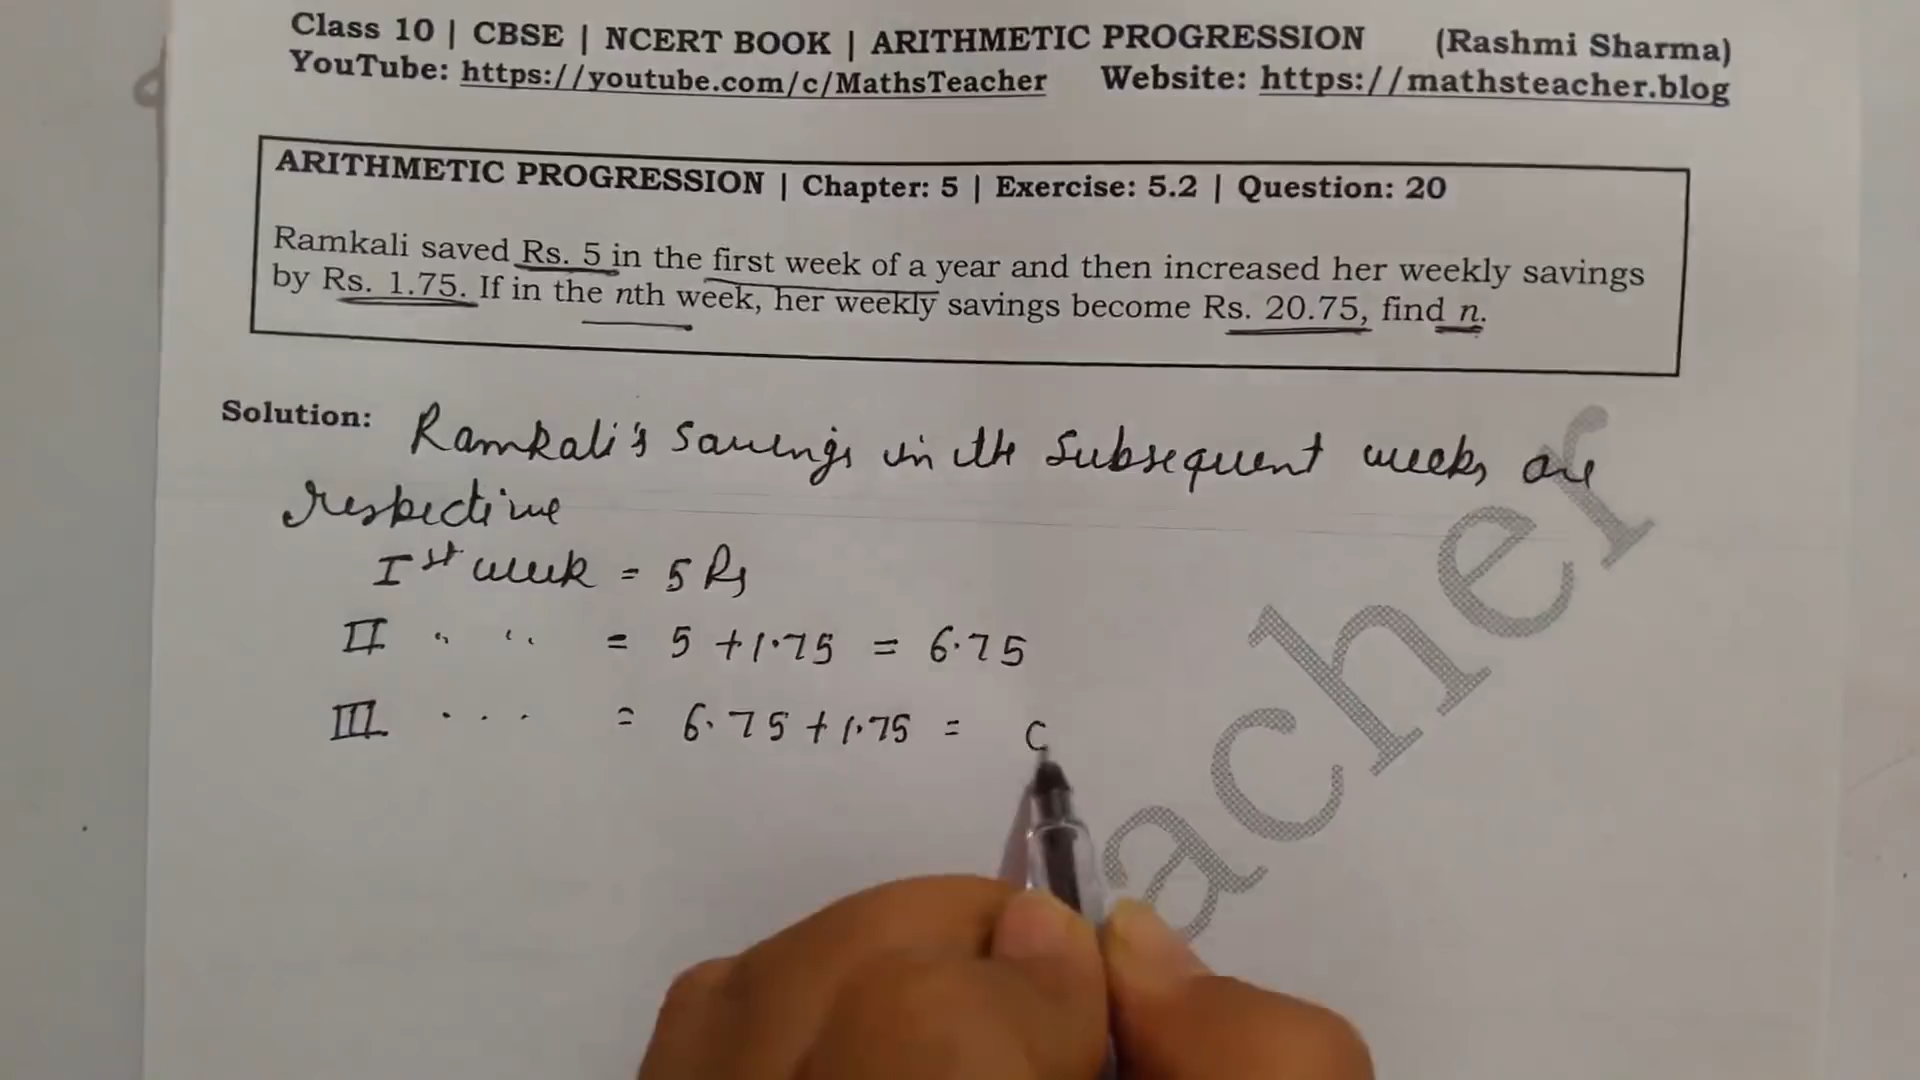 Class 10 | CBSE | NCERT BOOK | ARITHMETIC PROGRESSION (Rashmi Sharma)
YouTube: https://youtube.com/c/MathsTeacher Website: https://mathsteacher.blog
ARITHMETIC PROGRESSION | Chapter: 5 | Exercise: 5.2 | Question: 20
Ramkali saved Rs. 5 in the first week of a year and then increased her weekly savings
by Rs. 1.75. If in the nth week, her weekly savings become Rs. 20.75, find n.
Solution: Ramkali's Savings in the Subsequent weeks are
respective
Ist week = 5 Rs
II " " = 5 + 1.75 = 6.75
III . . . = 6.75 + 1.75 =
acher